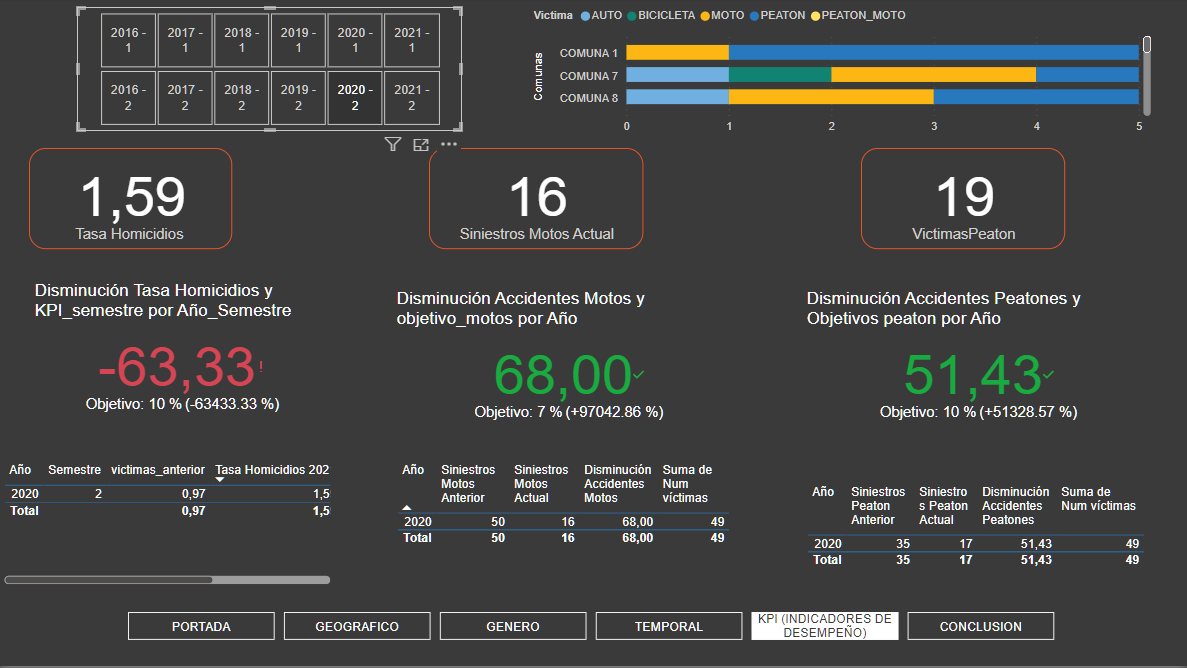 2016 - 1
2017 - 1
2018 - 1
2019 - 1
2020 - 1
2021 - 1
2016 - 2
2017 - 2
2018 - 2
2019 - 2
2020 - 2
2021 - 2
Victima AUTO BICICLETA MOTO PEATON PEATON_MOTO
Comunas
COMUNA 1
COMUNA 7
COMUNA 8
0 1 2 3 4 5
1,59
Tasa Homicidios
16
Siniestros Motos Actual
19
VictimasPeaton
Disminución Tasa Homicidios y
KPI_semestre por Año_Semestre
-63,33!
Objetivo: 10 % (-63433.33 %)
Disminución Accidentes Motos y
objetivo_motos por Año
68,00
Objetivo: 7 % (+97042.86 %)
Disminución Accidentes Peatones y
Objetivos peaton por Año
51,43
Objetivo: 10 % (+51328.57 %)
Año Semestre victimas_anterior Tasa Homicidios 202
2020 2 0,97 1,5
Total 0,97 1,5
Año Siniestros Siniestros Disminución Suma de
Motos Motos Accidentes Num
Anterior Actual Motos víctimas
2020 50 16 68,00 49
Total 50 16 68,00 49
Año Siniestros Siniestro Disminución Suma de
Peaton s Peaton Accidentes Num víctimas
Anterior Actual Peatones
2020 35 17 51,43 49
Total 35 17 51,43 49
PORTADA
GEOGRAFICO
GENERO
TEMPORAL
KPI (INDICADORES DE
DESEMPEÑO)
CONCLUSION